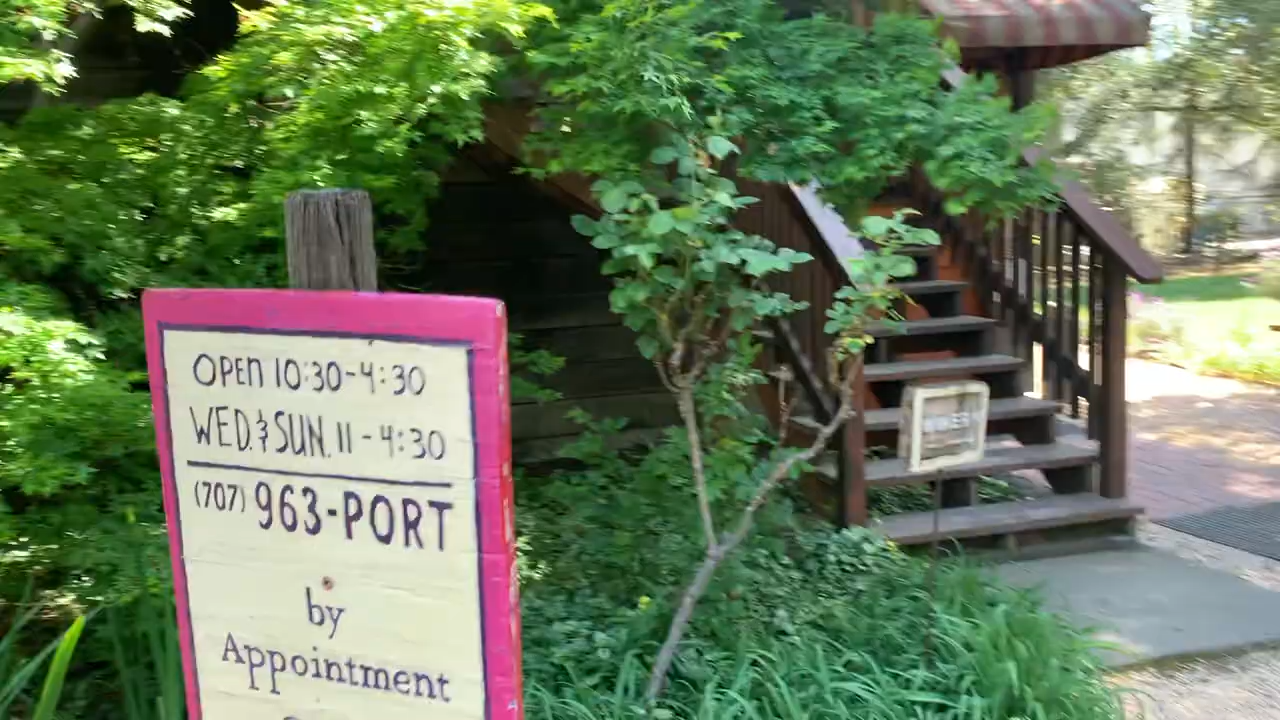 OPEN 10:30-4:30
WED. & SUN. 11-4:30
(707) 963-PORT
by
Appointment